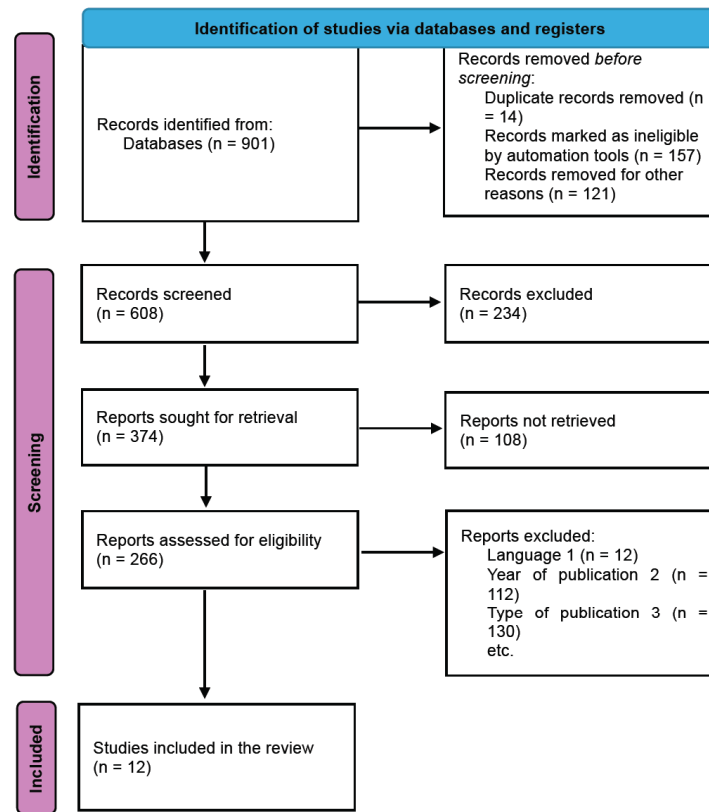 Identification of studies via databases and registers
Identification
Records identified from:
Databases (n = 901)
Records removed before
screening:
Duplicate records removed (n
= 14)
Records marked as ineligible
by automation tools (n = 157)
Records removed for other
reasons (n = 121)
Screening
Records screened
(n = 608)
Records excluded
(n = 234)
Reports sought for retrieval
(n = 374)
Reports not retrieved
(n = 108)
Reports assessed for eligibility
(n = 266)
Reports excluded:
Language 1 (n = 12)
Year of publication 2 (n =
112)
Type of publication 3 (n =
130)
etc.
Included
Studies included in the review
(n = 12)